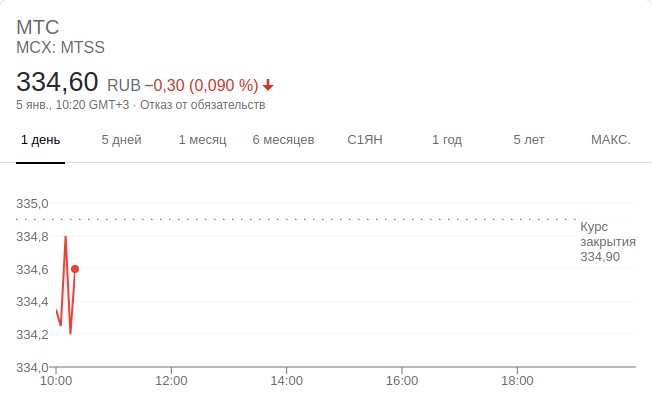 МТС
MCX: MTSS
334,60 RUB −0,30 (0,090 %)
5 янв., 10:20 GMT+3 · Отказ от обязательств
1 день 5 дней 1 месяц 6 месяцев С1ЯН 1 год 5 лет МАКС.
335,0
334,8
334,6
334,4
334,2
334,0
Курс
закрытия
334,90
10:00 12:00 14:00 16:00 18:00